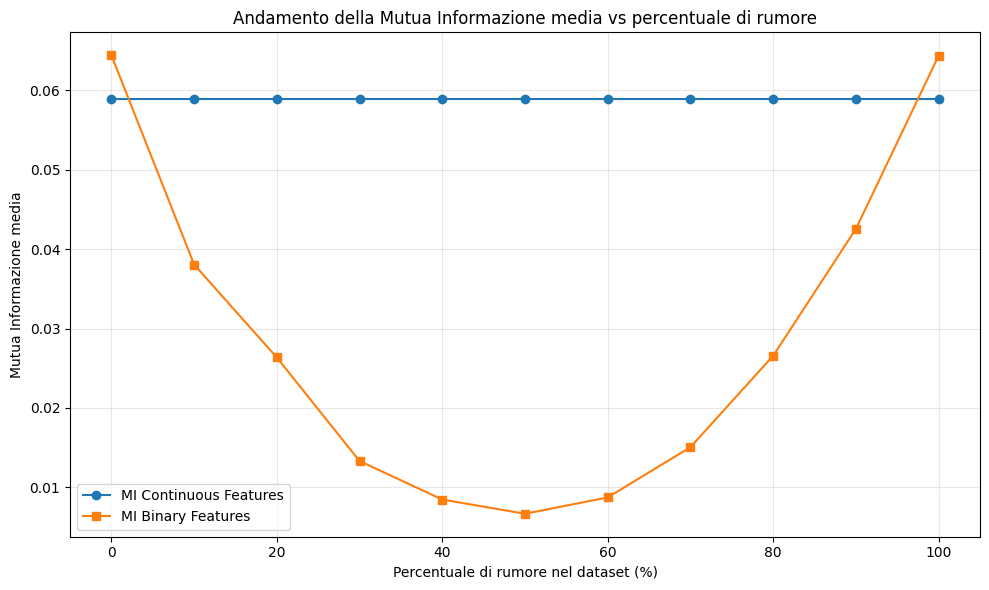 Andamento della Mutua Informazione media vs percentuale di rumore
Mutua Informazione media
0.06
0.05
0.04
0.03
0.02
0.01
MI Continuous Features
MI Binary Features
0 20 40 60 80 100
Percentuale di rumore nel dataset (%)